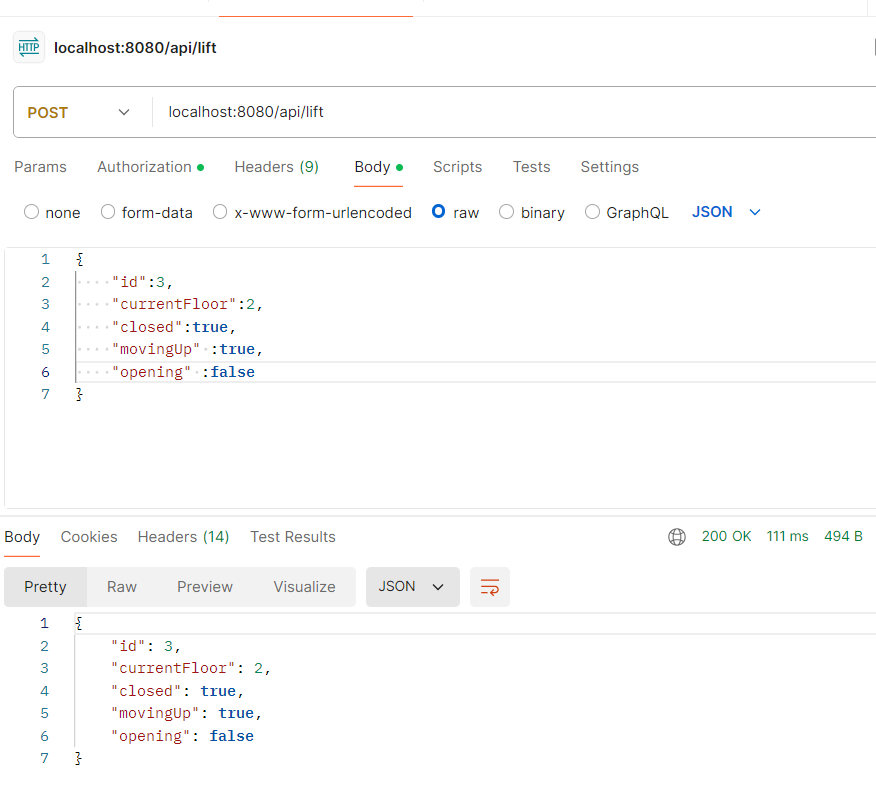 HTTP localhost:8080/api/lift
POST localhost:8080/api/lift
Params Authorization Headers (9) Body Scripts Tests Settings
none form-data x-www-form-urlencoded raw binary GraphQL JSON
1 {
2 ····"id":3,
3 ····"currentFloor":2,
4 ····"closed":true,
5 ····"movingUp"·:true,
6 ····"opening"·:false
7 }
Body Cookies Headers (14) Test Results 200 OK 111 ms 494 B
Pretty Raw Preview Visualize JSON
1 {
2 "id": 3,
3 "currentFloor": 2,
4 "closed": true,
5 "movingUp": true,
6 "opening": false
7 }